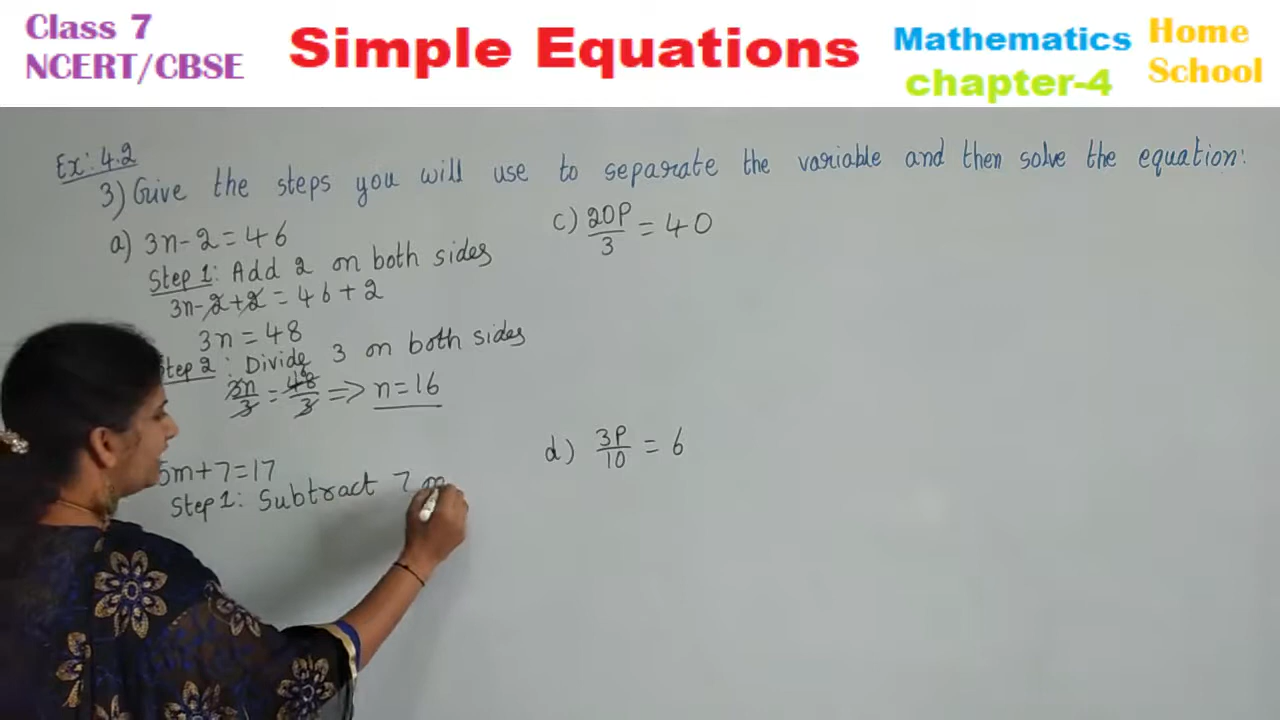 Class 7
NCERT/CBSE
Simple Equations
Mathematics
chapter-4
Home
School
Ex: 4.2
3) Give the steps you will use to separate the variable and then solve the equation:
a) 3n-2=46
Step 1: Add 2 on both sides
3n-2+2=46+2
3n=48
Step 2: Divide 3 on both sides
3n/3 = 48/3 => n=16
5m+7=17
Step 1: Subtract 7
c) 20P/3 = 40
d) 3P/10 = 6